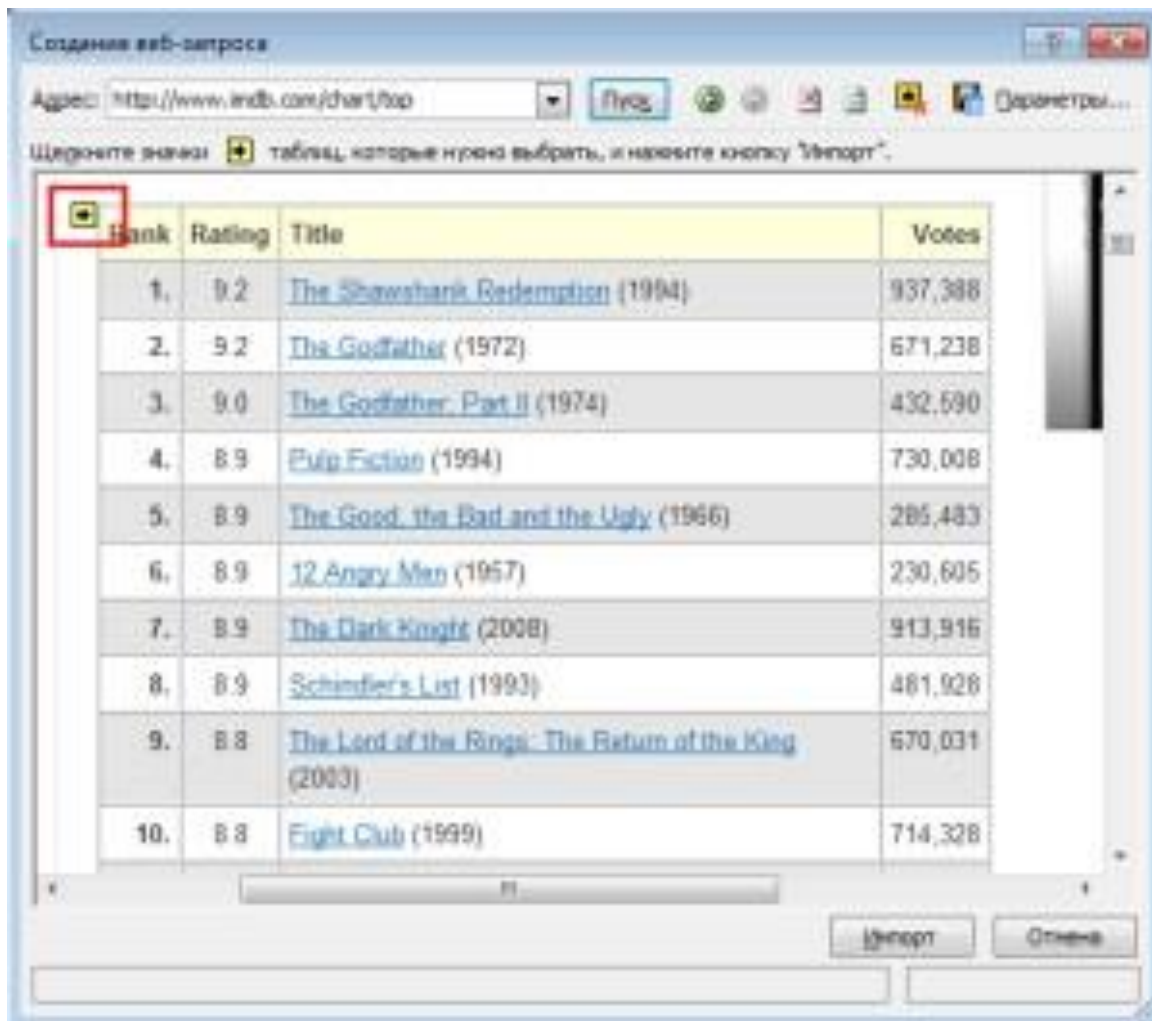 Создание веб-запроса
Адрес: http://www.imdb.com/chart/top Пуск Параметры...
Щелкните значки таблиц, которые нужно выбрать, и нажмите кнопку "Импорт".
Rank Rating Title Votes
1. 9.2 The Shawshank Redemption (1994) 937,388
2. 9.2 The Godfather (1972) 671,238
3. 9.0 The Godfather: Part II (1974) 432,590
4. 8.9 Pulp Fiction (1994) 730,008
5. 8.9 The Good, the Bad and the Ugly (1966) 285,483
6. 8.9 12 Angry Men (1957) 230,605
7. 8.9 The Dark Knight (2008) 913,916
8. 8.9 Schindler's List (1993) 481,928
9. 8.8 The Lord of the Rings: The Return of the King 670,031
(2003)
10. 8.8 Fight Club (1999) 714,328
Импорт Отмена